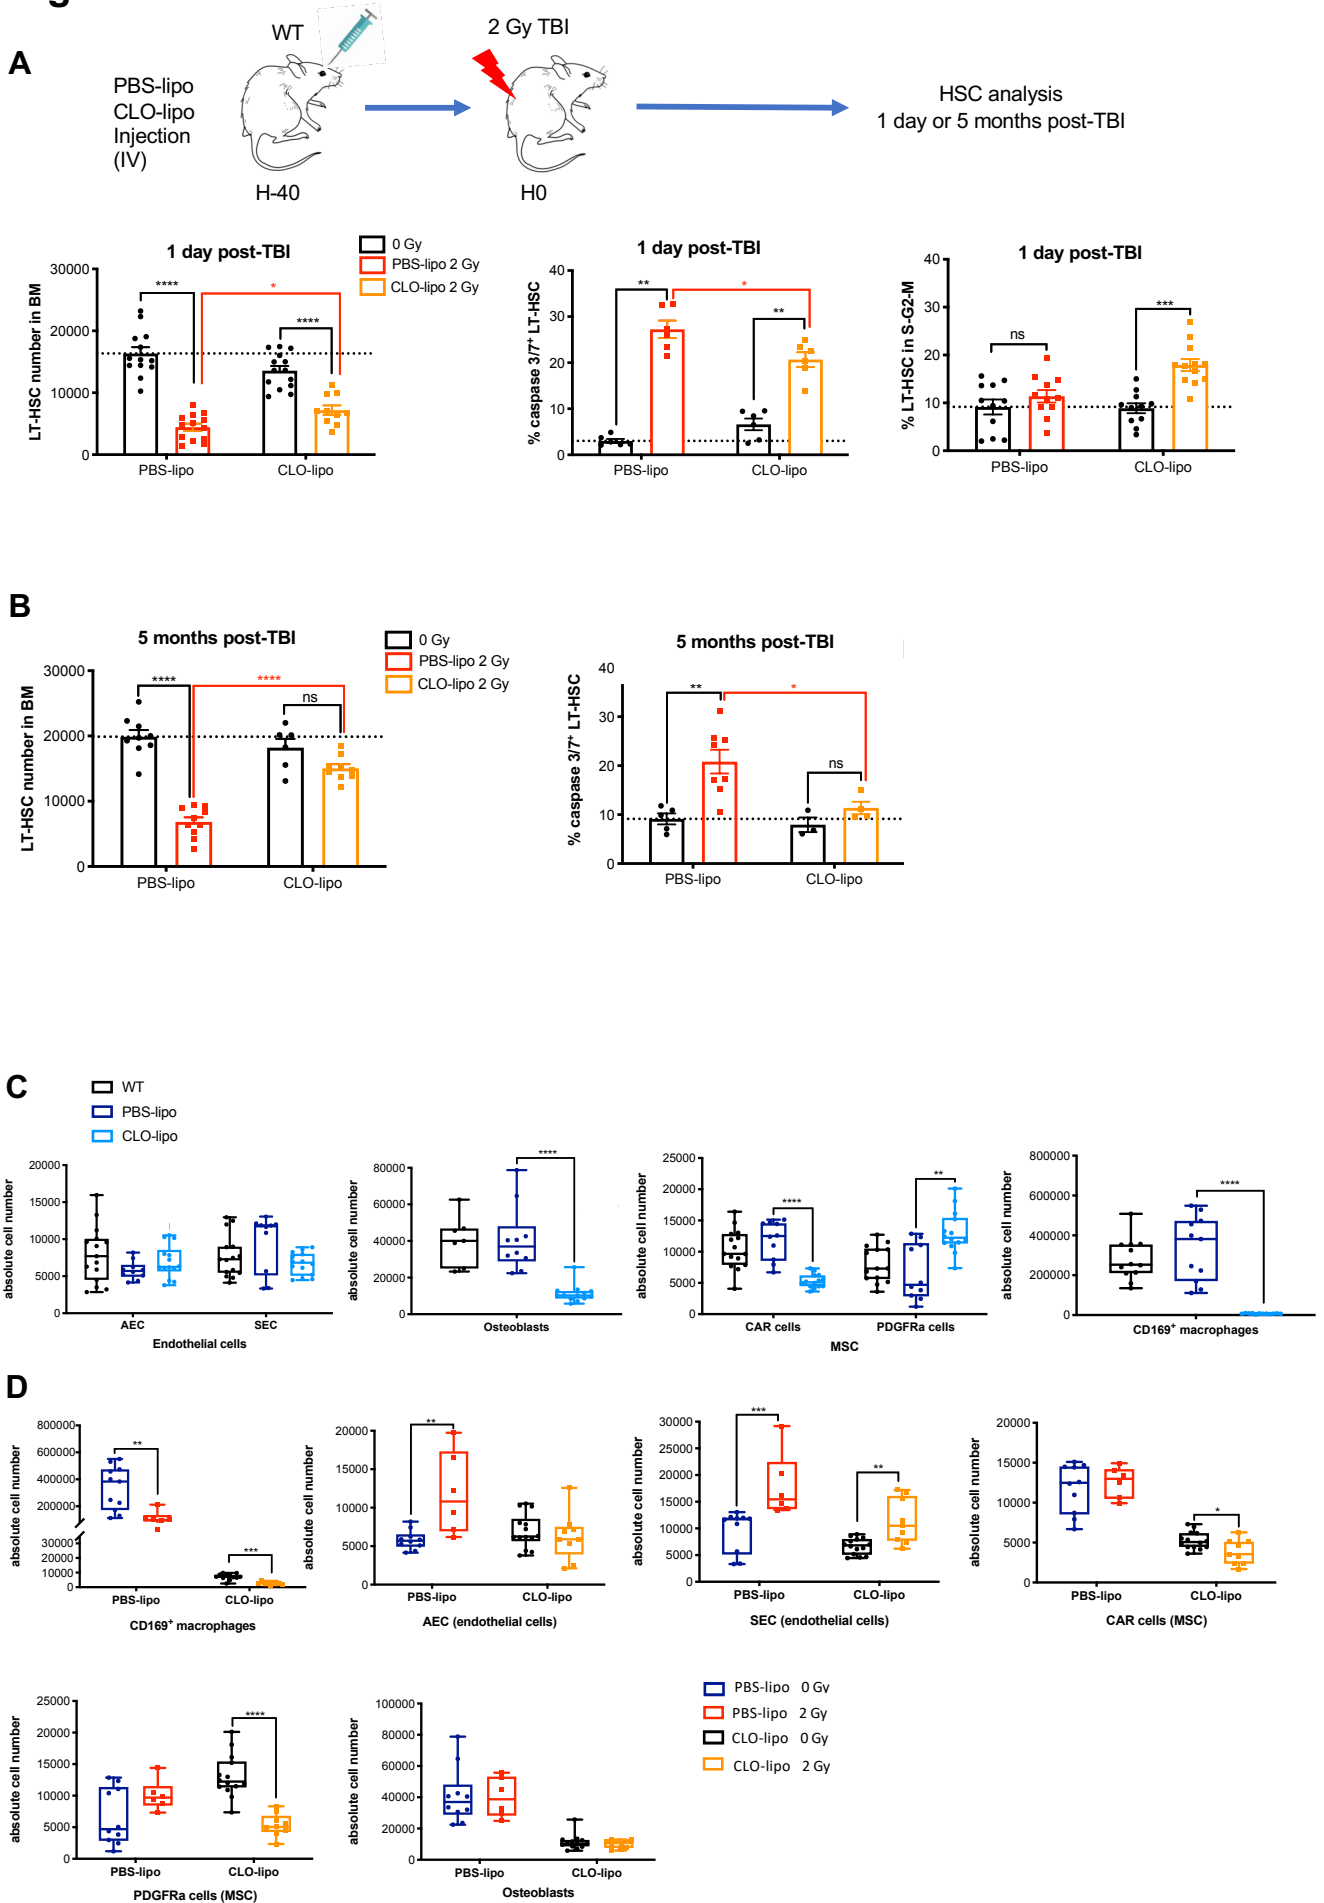 g
A
WT
2 Gy TBI
PBS-lipo
CLO-lipo
Injection
(IV)
HSC analysis
1 day or 5 months post-TBI
H-40
H0
1 day post-TBI
0 Gy
PBS-lipo 2 Gy
CLO-lipo 2 Gy
LT-HSC number in BM
30000
20000
10000
0
****
*
****
PBS-lipo
CLO-lipo
1 day post-TBI
% caspase 3/7+ LT-HSC
40
30
20
10
0
**
*
**
PBS-lipo
CLO-lipo
1 day post-TBI
% LT-HSC in S-G2-M
40
30
20
10
0
ns
***
PBS-lipo
CLO-lipo
B
5 months post-TBI
0 Gy
PBS-lipo 2 Gy
CLO-lipo 2 Gy
LT-HSC number in BM
30000
20000
10000
0
****
****
ns
PBS-lipo
CLO-lipo
5 months post-TBI
% caspase 3/7+ LT-HSC
40
30
20
10
0
**
*
ns
PBS-lipo
CLO-lipo
C
WT
PBS-lipo
CLO-lipo
absolute cell number
20000
15000
10000
5000
0
AEC
SEC
Endothelial cells
absolute cell number
80000
60000
40000
20000
0
****
Osteoblasts
absolute cell number
25000
20000
15000
10000
5000
0
****
**
CAR cells
PDGFRa cells
MSC
absolute cell number
800000
600000
400000
200000
0
****
CD169+ macrophages
D
absolute cell number
800000
600000
400000
200000
30000
20000
10000
0
**
***
PBS-lipo
CLO-lipo
CD169+ macrophages
absolute cell number
20000
15000
10000
5000
0
**
PBS-lipo
CLO-lipo
AEC (endothelial cells)
absolute cell number
30000
25000
20000
15000
10000
5000
0
***
**
PBS-lipo
CLO-lipo
SEC (endothelial cells)
absolute cell number
20000
15000
10000
5000
0
*
PBS-lipo
CLO-lipo
CAR cells (MSC)
absolute cell number
25000
20000
15000
10000
5000
0
****
PBS-lipo
CLO-lipo
PDGFRa cells (MSC)
absolute cell number
100000
80000
60000
40000
20000
0
PBS-lipo
CLO-lipo
Osteoblasts
PBS-lipo 0 Gy
PBS-lipo 2 Gy
CLO-lipo 0 Gy
CLO-lipo 2 Gy